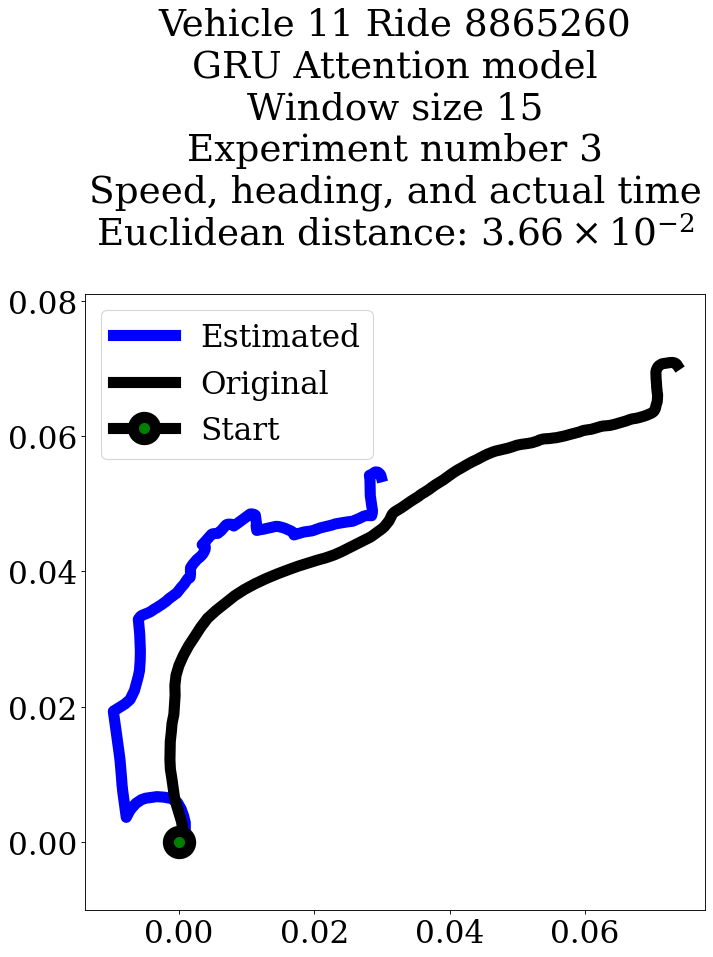 Vehicle 11 Ride 8865260
GRU Attention model
Window size 15
Experiment number 3
Speed, heading, and actual time
Euclidean distance: 3.66 × 10⁻²
Estimated
Original
Start
0.08
0.06
0.04
0.02
0.00
0.00 0.02 0.04 0.06